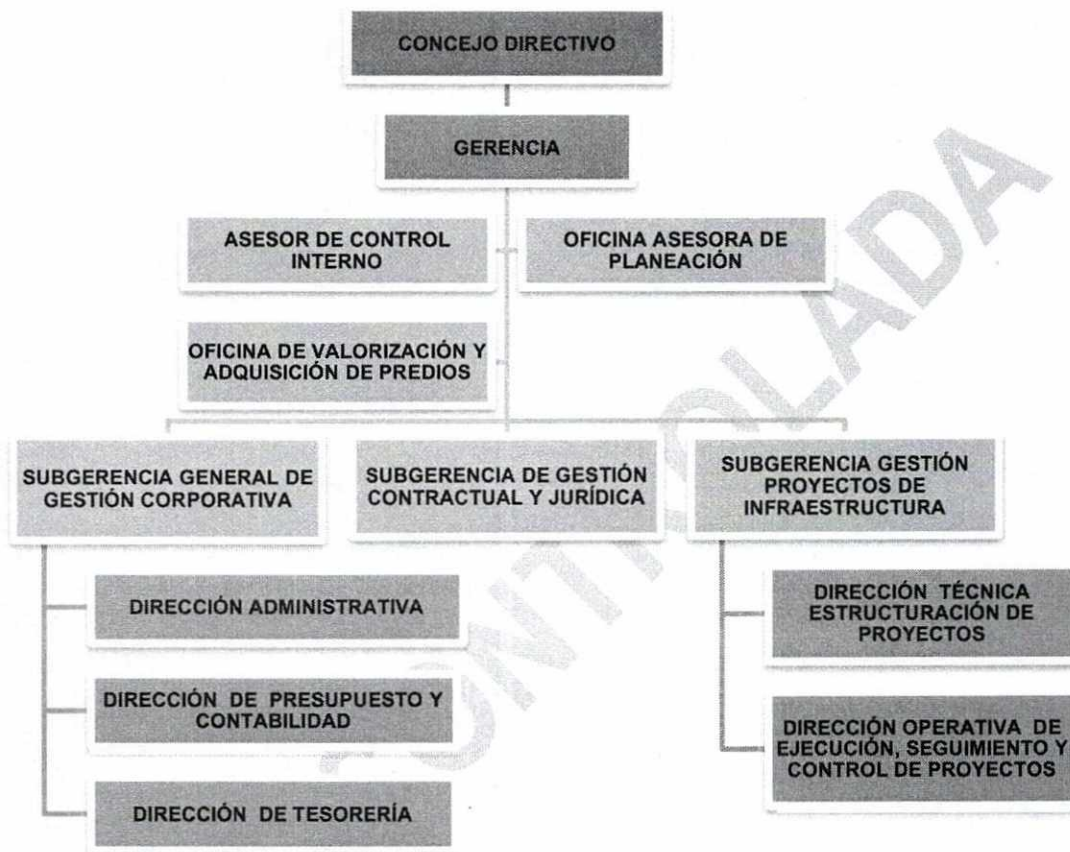 CONCEJO DIRECTIVO
GERENCIA
ASESOR DE CONTROL
INTERNO
OFICINA ASESORA DE
PLANEACIÓN
OFICINA DE VALORIZACIÓN Y
ADQUISICIÓN DE PREDIOS
SUBGERENCIA GENERAL DE
GESTIÓN CORPORATIVA
SUBGERENCIA DE GESTIÓN
CONTRACTUAL Y JURÍDICA
SUBGERENCIA GESTIÓN
PROYECTOS DE
INFRAESTRUCTURA
DIRECCIÓN ADMINISTRATIVA
DIRECCIÓN DE PRESUPUESTO Y
CONTABILIDAD
DIRECCIÓN DE TESORERÍA
DIRECCIÓN TÉCNICA
ESTRUCTURACIÓN DE
PROYECTOS
DIRECCIÓN OPERATIVA DE
EJECUCIÓN, SEGUIMIENTO Y
CONTROL DE PROYECTOS